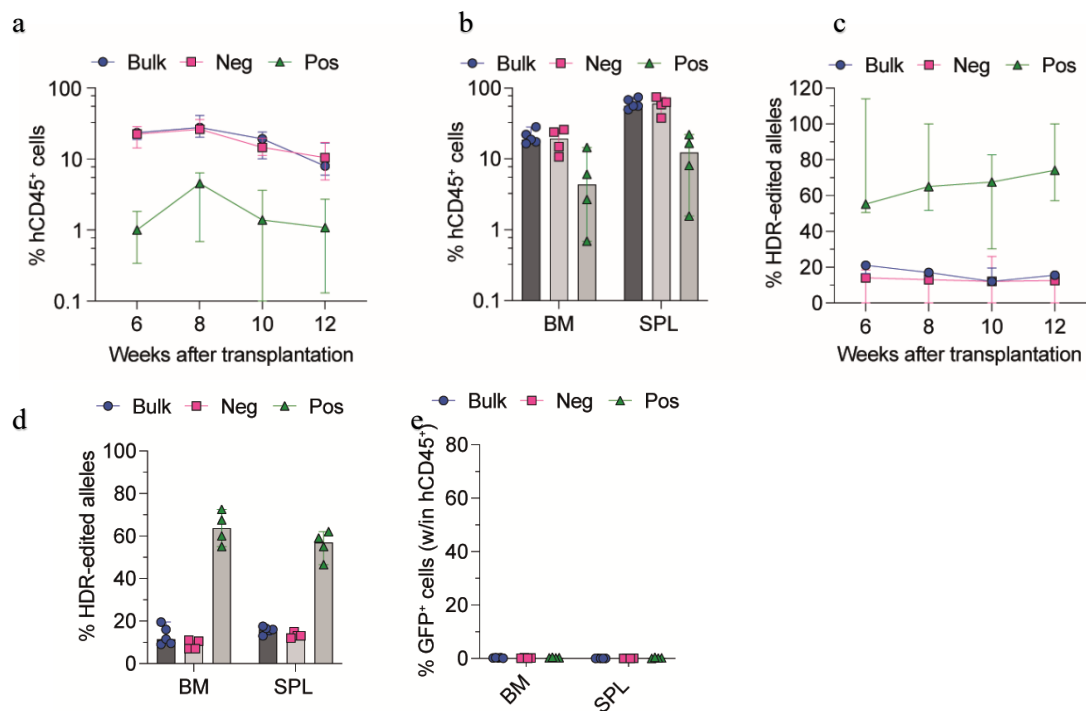 a
Bulk Neg Pos
% hCD45⁺ cells
100
10
1
0.1
6 8 10 12
Weeks after transplantation
b
Bulk Neg Pos
% hCD45⁺ cells
100
10
1
0.1
BM SPL
c
Bulk Neg Pos
% HDR-edited alleles
120
100
80
60
40
20
0
6 8 10 12
Weeks after transplantation
d
Bulk Neg Pos
% HDR-edited alleles
100
80
60
40
20
0
BM SPL
e
Bulk Neg Pos
% GFP⁺ cells (w/in hCD45⁺)
80
60
40
20
0
BM SPL